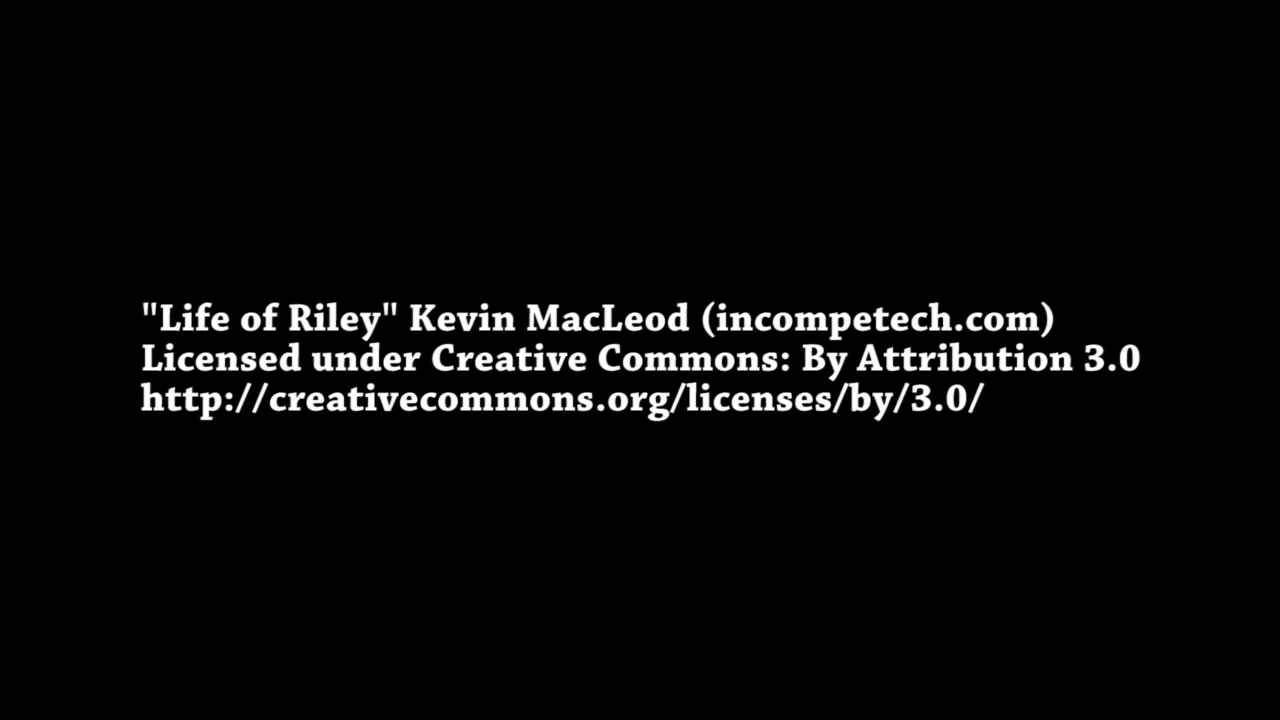 "Life of Riley" Kevin MacLeod (incompetech.com)
Licensed under Creative Commons: By Attribution 3.0
http://creativecommons.org/licenses/by/3.0/